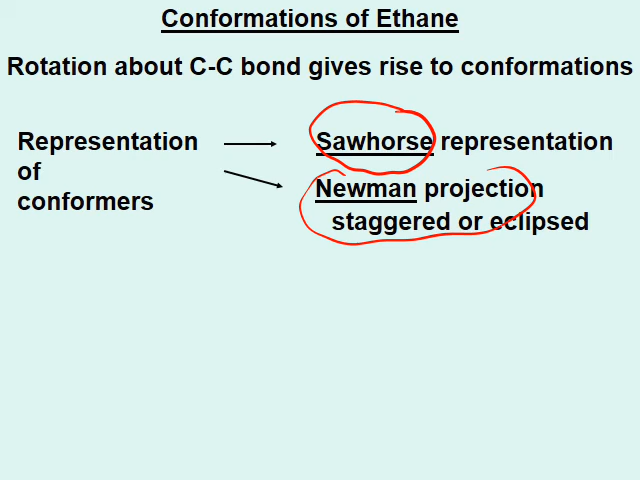 Conformations of Ethane
Rotation about C-C bond gives rise to conformations
Representation
of
conformers
Sawhorse representation
Newman projection
staggered or eclipsed